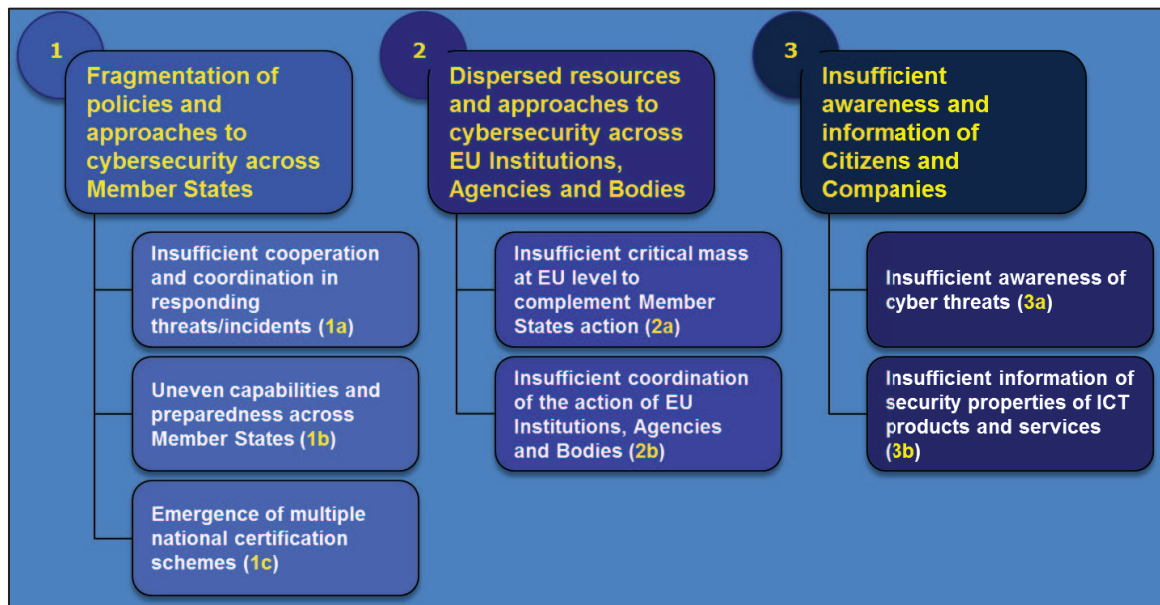 1
Fragmentation of
policies and
approaches to
cybersecurity across
Member States
Insufficient cooperation
and coordination in
responding
threats/incidents (1a)
Uneven capabilities and
preparedness across
Member States (1b)
Emergence of multiple
national certification
schemes (1c)
2
Dispersed resources
and approaches to
cybersecurity across
EU Institutions,
Agencies and Bodies
Insufficient critical mass
at EU level to
complement Member
States action (2a)
Insufficient coordination
of the action of EU
Institutions, Agencies
and Bodies (2b)
3
Insufficient
awareness and
information of
Citizens and
Companies
Insufficient awareness of
cyber threats (3a)
Insufficient information of
security properties of ICT
products and services
(3b)